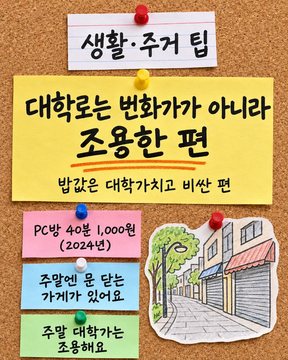 생활·주거 팁
대학로는 번화가가 아니라
조용한 편
밥값은 대학가치고 비싼 편
PC방 40분 1,000원
(2024년)
주말엔 문 닫는
가게가 있어요
주말 대학가는
조용해요